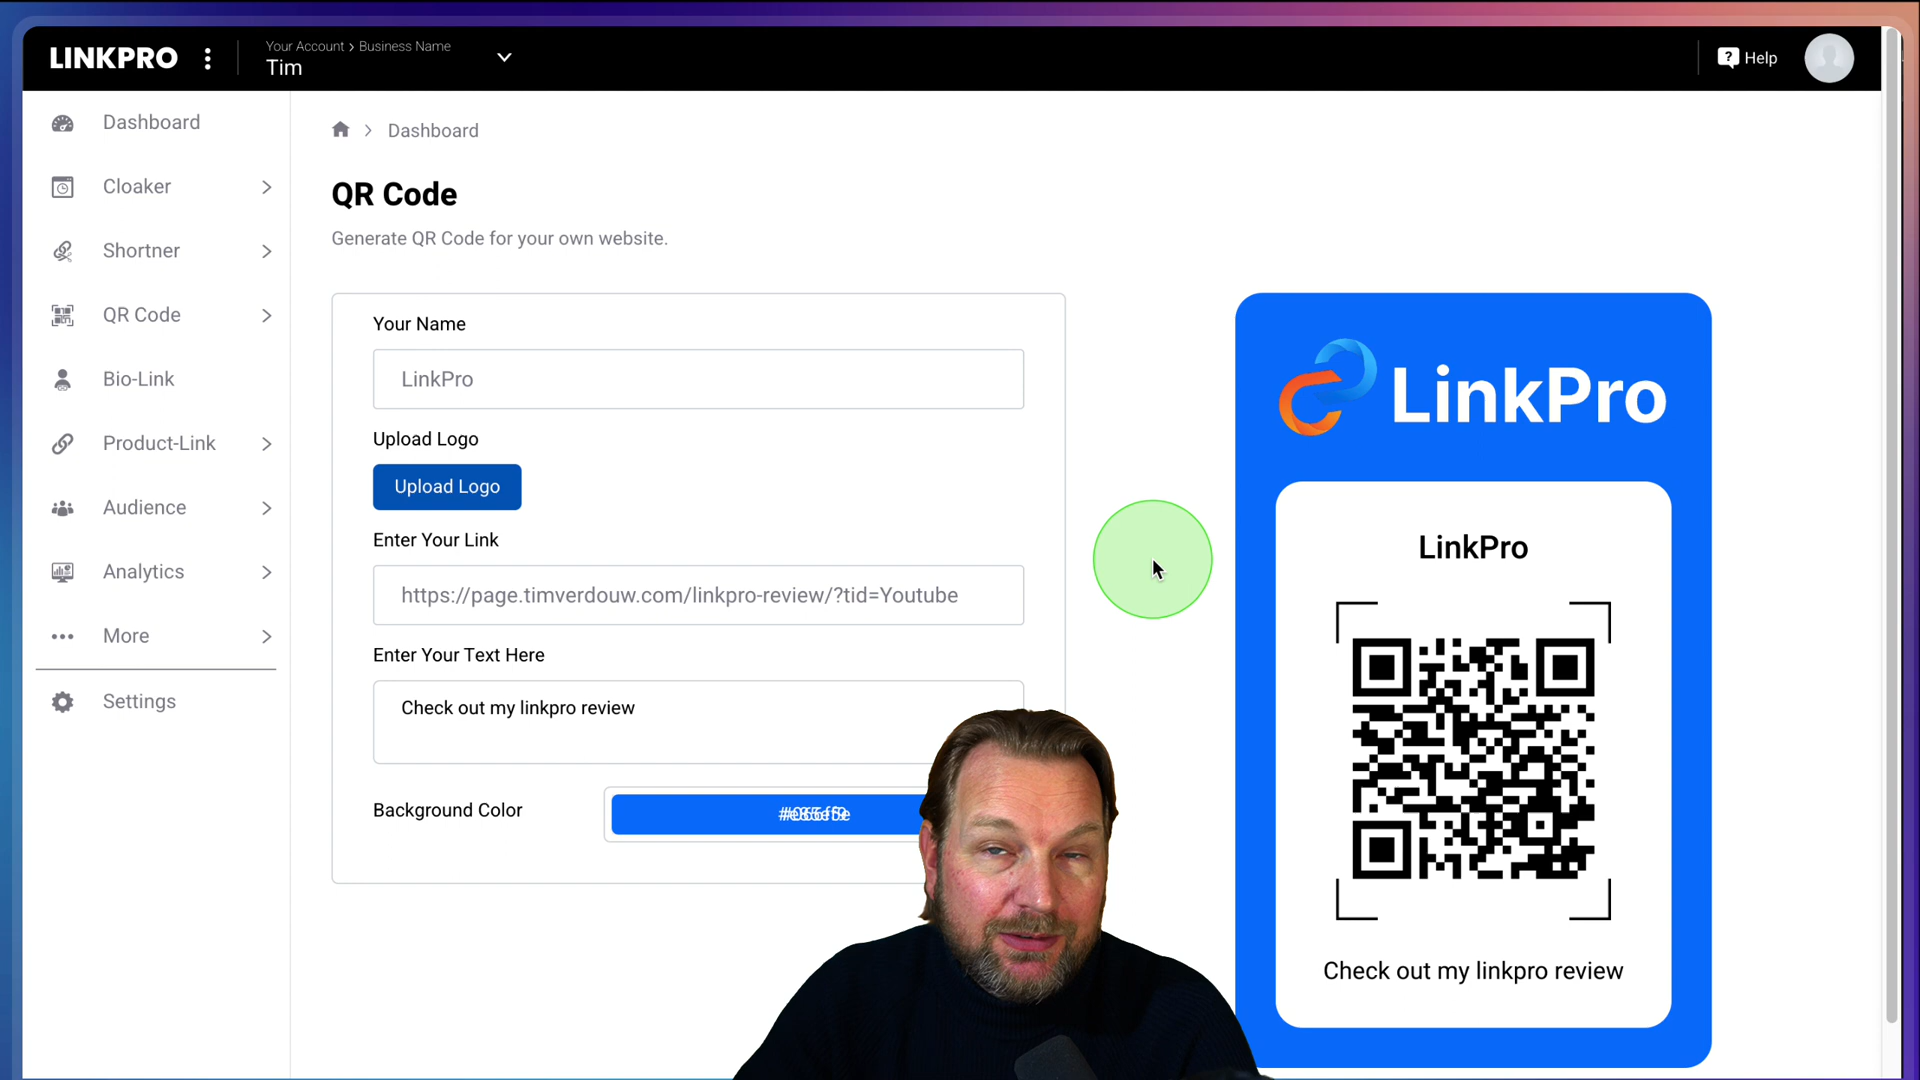 LINKPRO
Your Account > Business Name
Tim
? Help
Dashboard
Cloaker
Shortner
QR Code
Bio-Link
Product-Link
Audience
Analytics
More
Settings
Dashboard
QR Code
Generate QR Code for your own website.
Your Name
LinkPro
Upload Logo
Upload Logo
Enter Your Link
https://page.timverdouw.com/linkpro-review/?tid=Youtube
Enter Your Text Here
Check out my linkpro review
Background Color
LinkPro
LinkPro
Check out my linkpro review